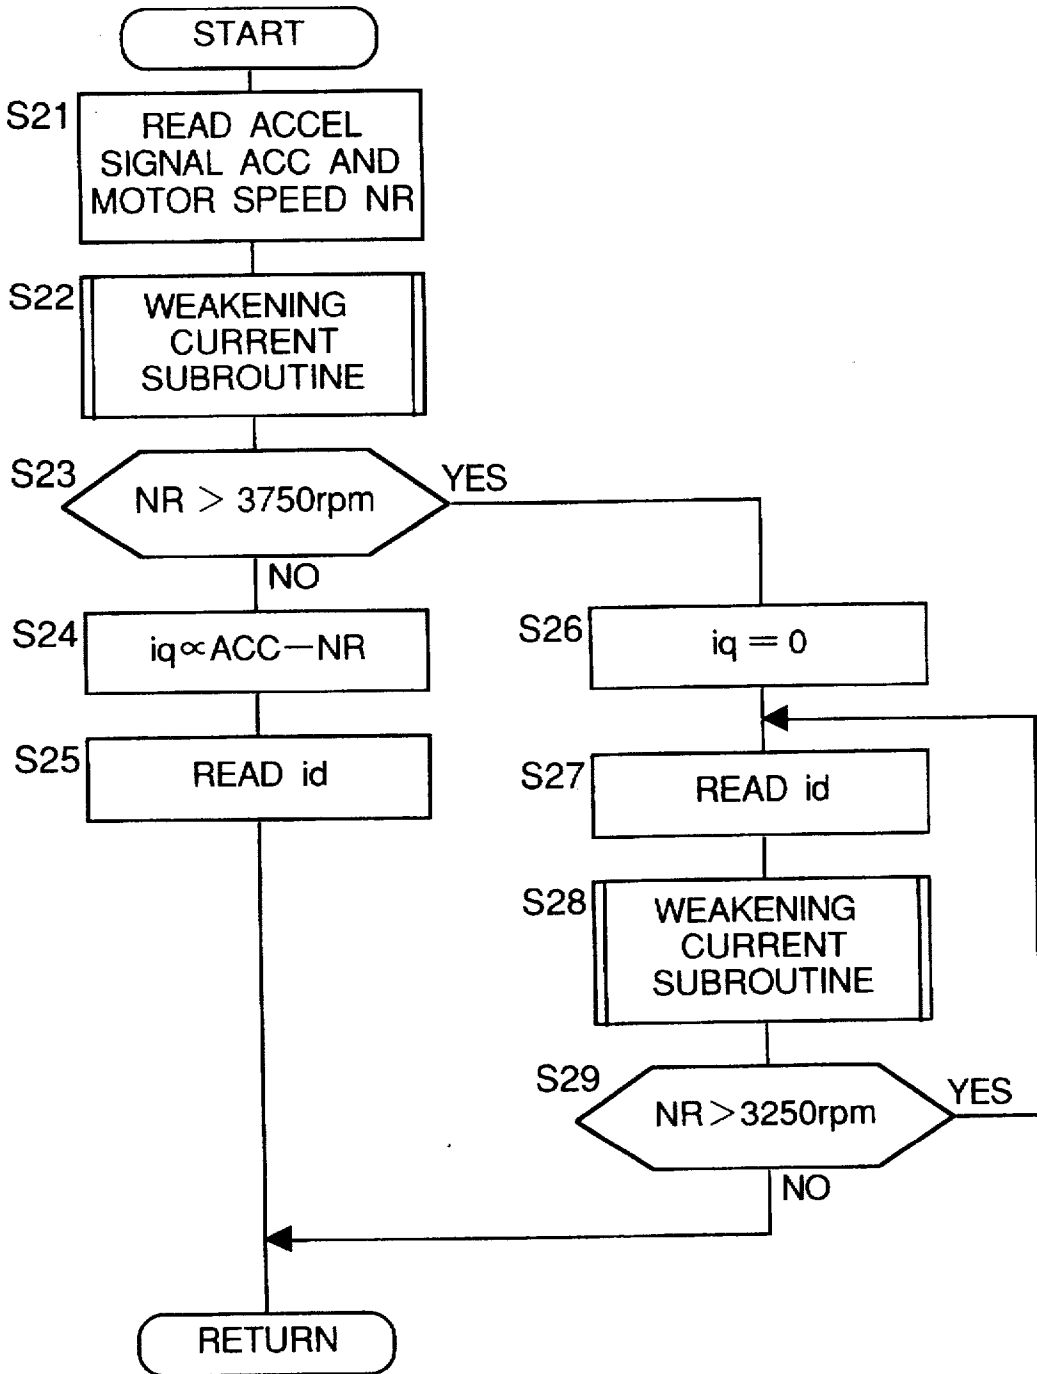 START
S21
READ ACCEL
SIGNAL ACC AND
MOTOR SPEED NR
S22
WEAKENING
CURRENT
SUBROUTINE
S23
NR > 3750rpm
YES
NO
S24
iq∝ACC−NR
S25
READ id
S26
iq = 0
S27
READ id
S28
WEAKENING
CURRENT
SUBROUTINE
S29
NR>3250rpm
YES
NO
RETURN